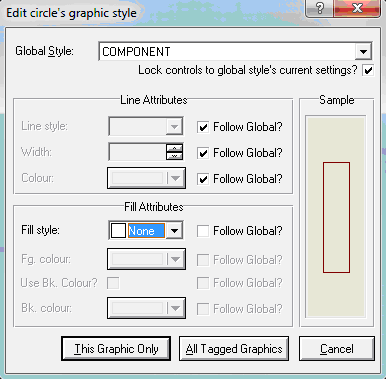 Edit circle's graphic style
Global Style: COMPONENT
Lock controls to global style's current settings?
Line Attributes
Sample
Line style: Follow Global?
Width: Follow Global?
Colour: Follow Global?
Fill Attributes
Fill style: None Follow Global?
Fg. colour: Follow Global?
Use Bk. Colour? Follow Global?
Bk. colour: Follow Global?
This Graphic Only All Tagged Graphics Cancel